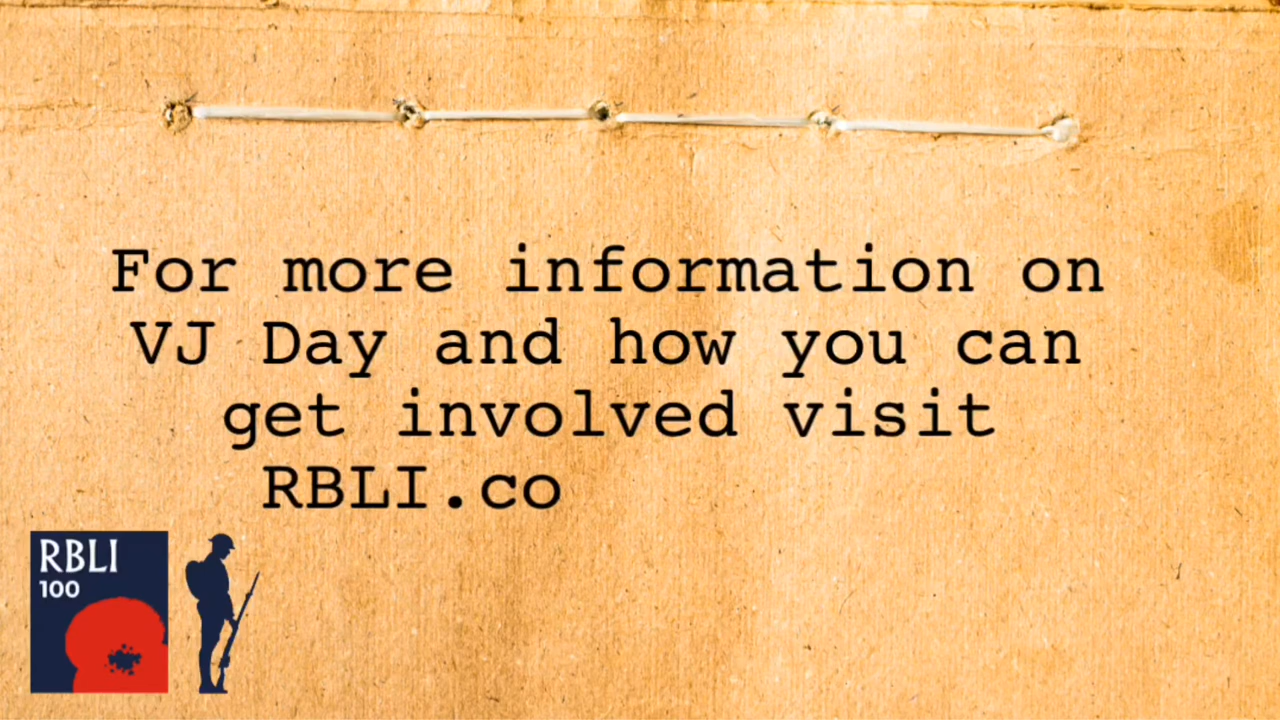 For more information on
VJ Day and how you can
get involved visit
RBLI.co
RBLI
100